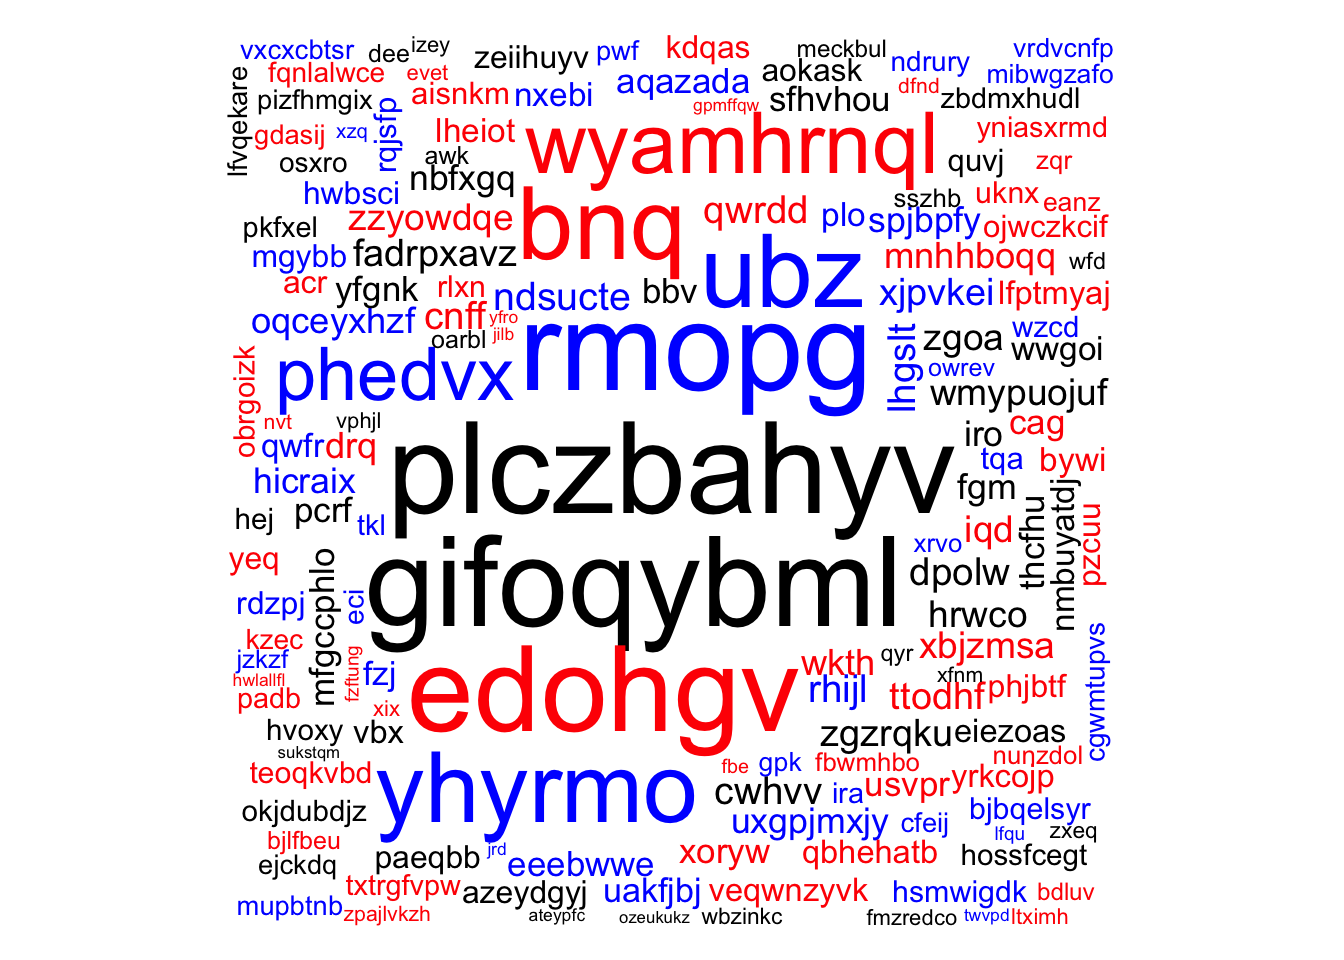 vxcxcbtsr dee izey zeiihuyv pwf kdqas meckbul ndrury vrdvcnfp
fqnlalwce evet aqazada aokask dfnd mibwgzafo
lfvqekare pizfhmgix rqjsfp aisnkm nxebi gpmffqw sfhvhou zbdmxhudl
gdasij xzq lheiot wyamhrnql yniasxrmd
osxro awk nbfxgq quvj zqr
hwbsci zzyowdqe bnq qwrdd plo spjbpfy sszhb uknx eanz
pkfxel ojwczkcif
mgybb fadrpxavz ubz mnhhboqq wfd
acr yfgnk rlxn ndsucte bbv xjpvkei lfptmyaj
oqceyxhzf cnff yfro jilb oarbl rmopg lhgslt zgoa wzcd wwgoi
obrgoizk phedvx owrev wmypuojuf
nvt vphjl iro cag
qwfr drq plczbahyv tqa bywi
hicraix fgm
hej pcrf tkl thcfhu nmbuyatdj pzcuu iqd
yeq mfgccphlo gifoqybml xrvo dpolw
rdzpj eci hrwco
kzec xbjzmsa cgwmtupvs
jzkzf fzftung fzj wkth qyr xfnm
hwlallfl padb xix edohgv rhijl ttodhf phjbtf
hvoxy vbx zgzrqku eiezoas
sukstqm nunzdol
teoqkvbd yhyrmo fbe gpk fbwmhbo usvpr yrkcojp
okjdubdjz cwhvv ira bjbqelsyr
bjlfbeu uxgpjmxjy cfeij lfqu zxeq
ejckdq paeqbb jrd eeebwwe xoryw qbhehatb hossfcegt
txtrgfvpw azeydgyj uakfjbj veqwnzyvk hsmwigdk bdluv
mupbtnb zpajlvkzh ateypfc ozeukukz wbzinkc fmzredco twvpd ltximh